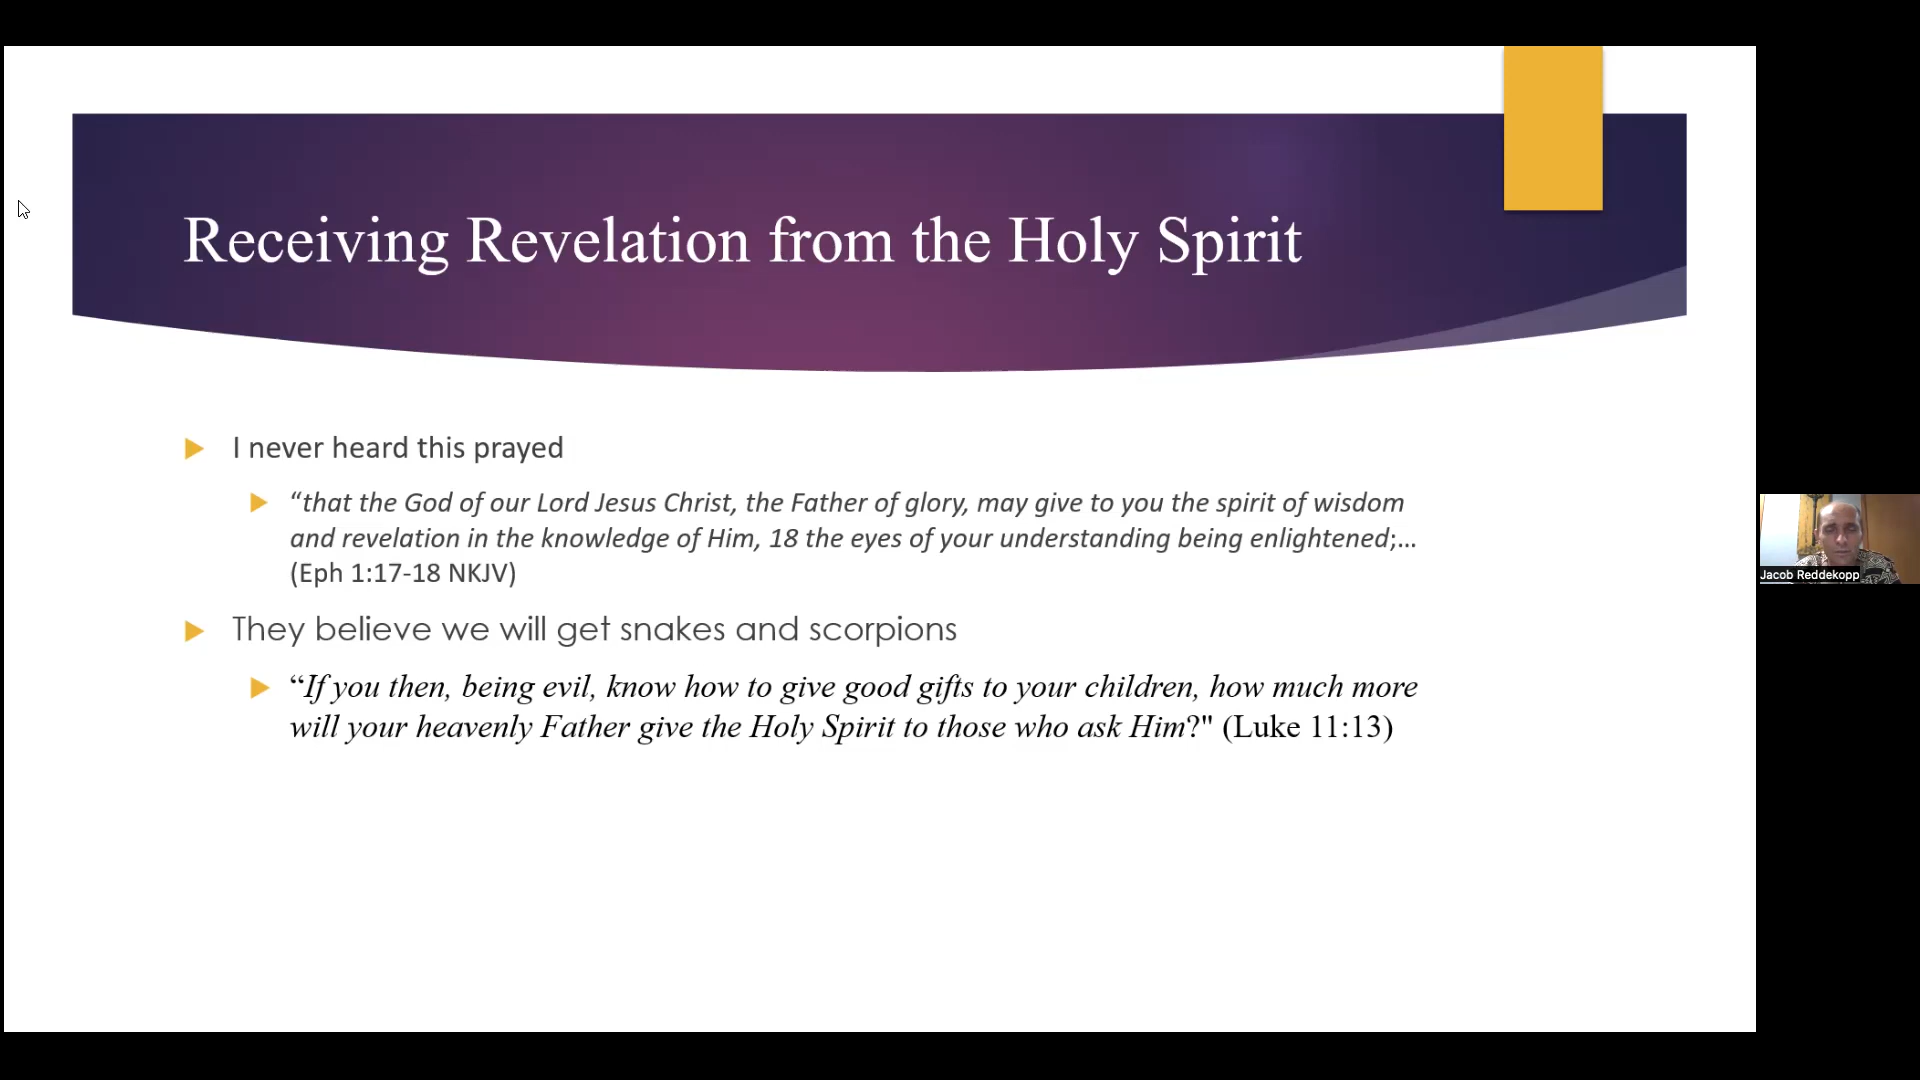 Receiving Revelation from the Holy Spirit
I never heard this prayed
“that the God of our Lord Jesus Christ, the Father of glory, may give to you the spirit of wisdom
and revelation in the knowledge of Him, 18 the eyes of your understanding being enlightened;...
(Eph 1:17-18 NKJV)
They believe we will get snakes and scorpions
“If you then, being evil, know how to give good gifts to your children, how much more
will your heavenly Father give the Holy Spirit to those who ask Him?" (Luke 11:13)
Jacob Reddekopp